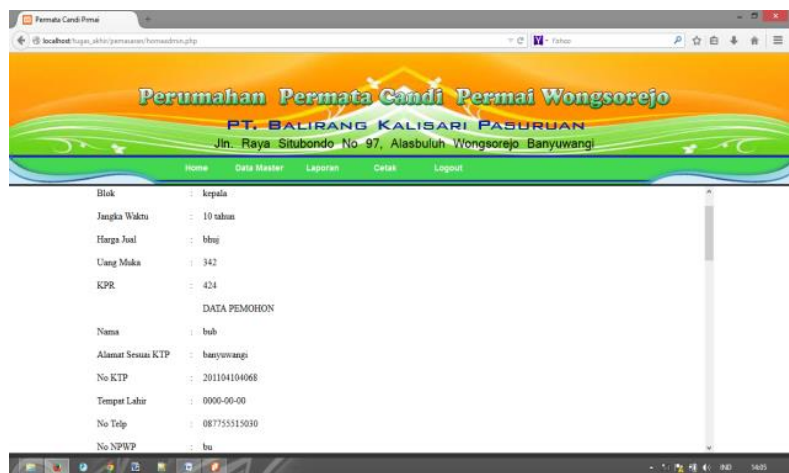 Permata Candi Pemai
localhost/tugas_akhir/pemasaran/homeadmin.php
Yahoo
Perumahan Permata Candi Permai Wongsorejo
PT. BALIRANG KALISARI PASURUAN
Jln. Raya Situbondo No 97, Alasbuluh Wongsorejo Banyuwangi
Home Data Master Laporan Cetak Logout
Blok : kepala
Jangka Waktu : 10 tahun
Harga Jual : bhuj
Uang Muka : 342
KPR : 424
DATA PEMOHON
Nama : bub
Alamat Sesuai KTP : banyuwangi
No KTP : 201104104068
Tempat Lahir : 0000-00-00
No Telp : 087755515030
No NPWP : bu
IND 14:05